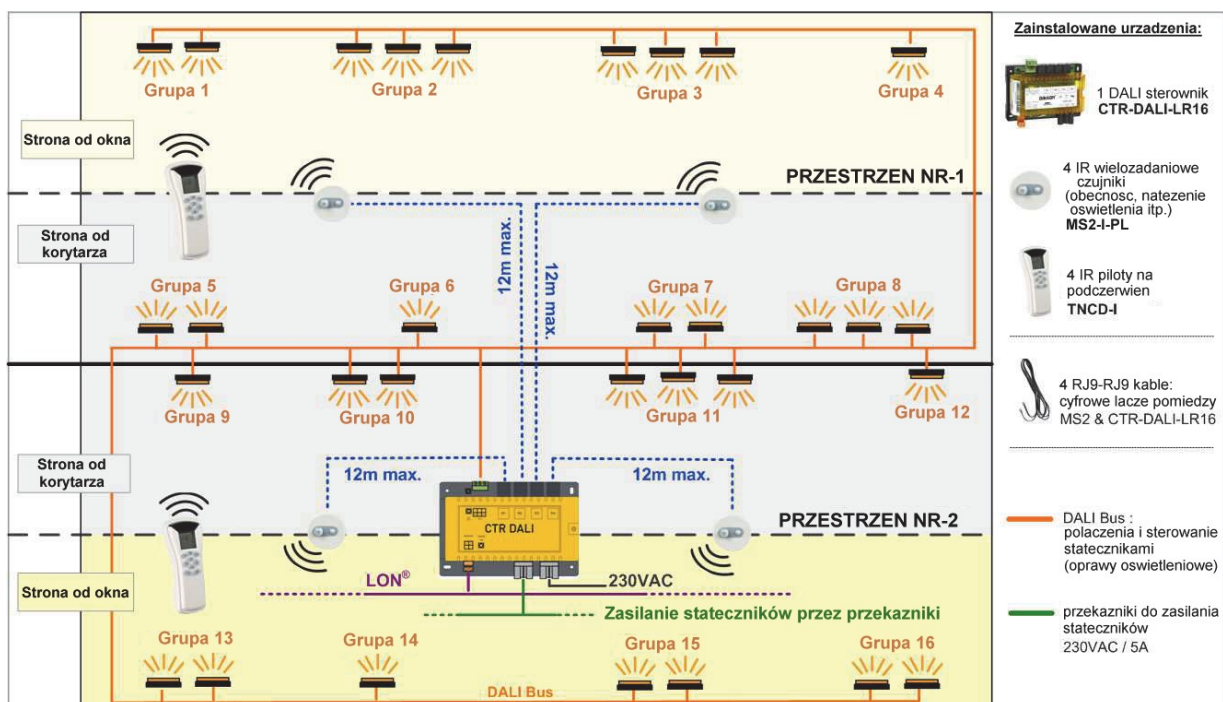 Grupa 1
Grupa 2
Grupa 3
Grupa 4
Strona od okna
PRZESTRZEN NR-1
Strona od
korytarza
12m max.
12m max.
Grupa 5
Grupa 6
Grupa 7
Grupa 8
Grupa 9
Grupa 10
Grupa 11
Grupa 12
Strona od
korytarza
12m max.
12m max.
CTR DALI
PRZESTRZEN NR-2
Strona od okna
LON®
230VAC
Zasilanie stateczników przez przekazniki
Grupa 13
Grupa 14
Grupa 15
Grupa 16
DALI Bus
Zainstalowane urzadzenia:
1 DALI sterownik
CTR-DALI-LR16
4 IR wielozadaniowe
czujniki
(obecnosc, natezenie
oswietlenia itp.)
MS2-I-PL
4 IR piloty na
podczerwien
TNCD-I
4 RJ9-RJ9 kable:
cyfrowe lacze pomiedzy
MS2 & CTR-DALI-LR16
DALI Bus :
polaczenia i sterowanie
statecznikami
(oprawy oswietleniowe)
przekazniki do zasilania
stateczników
230VAC / 5A